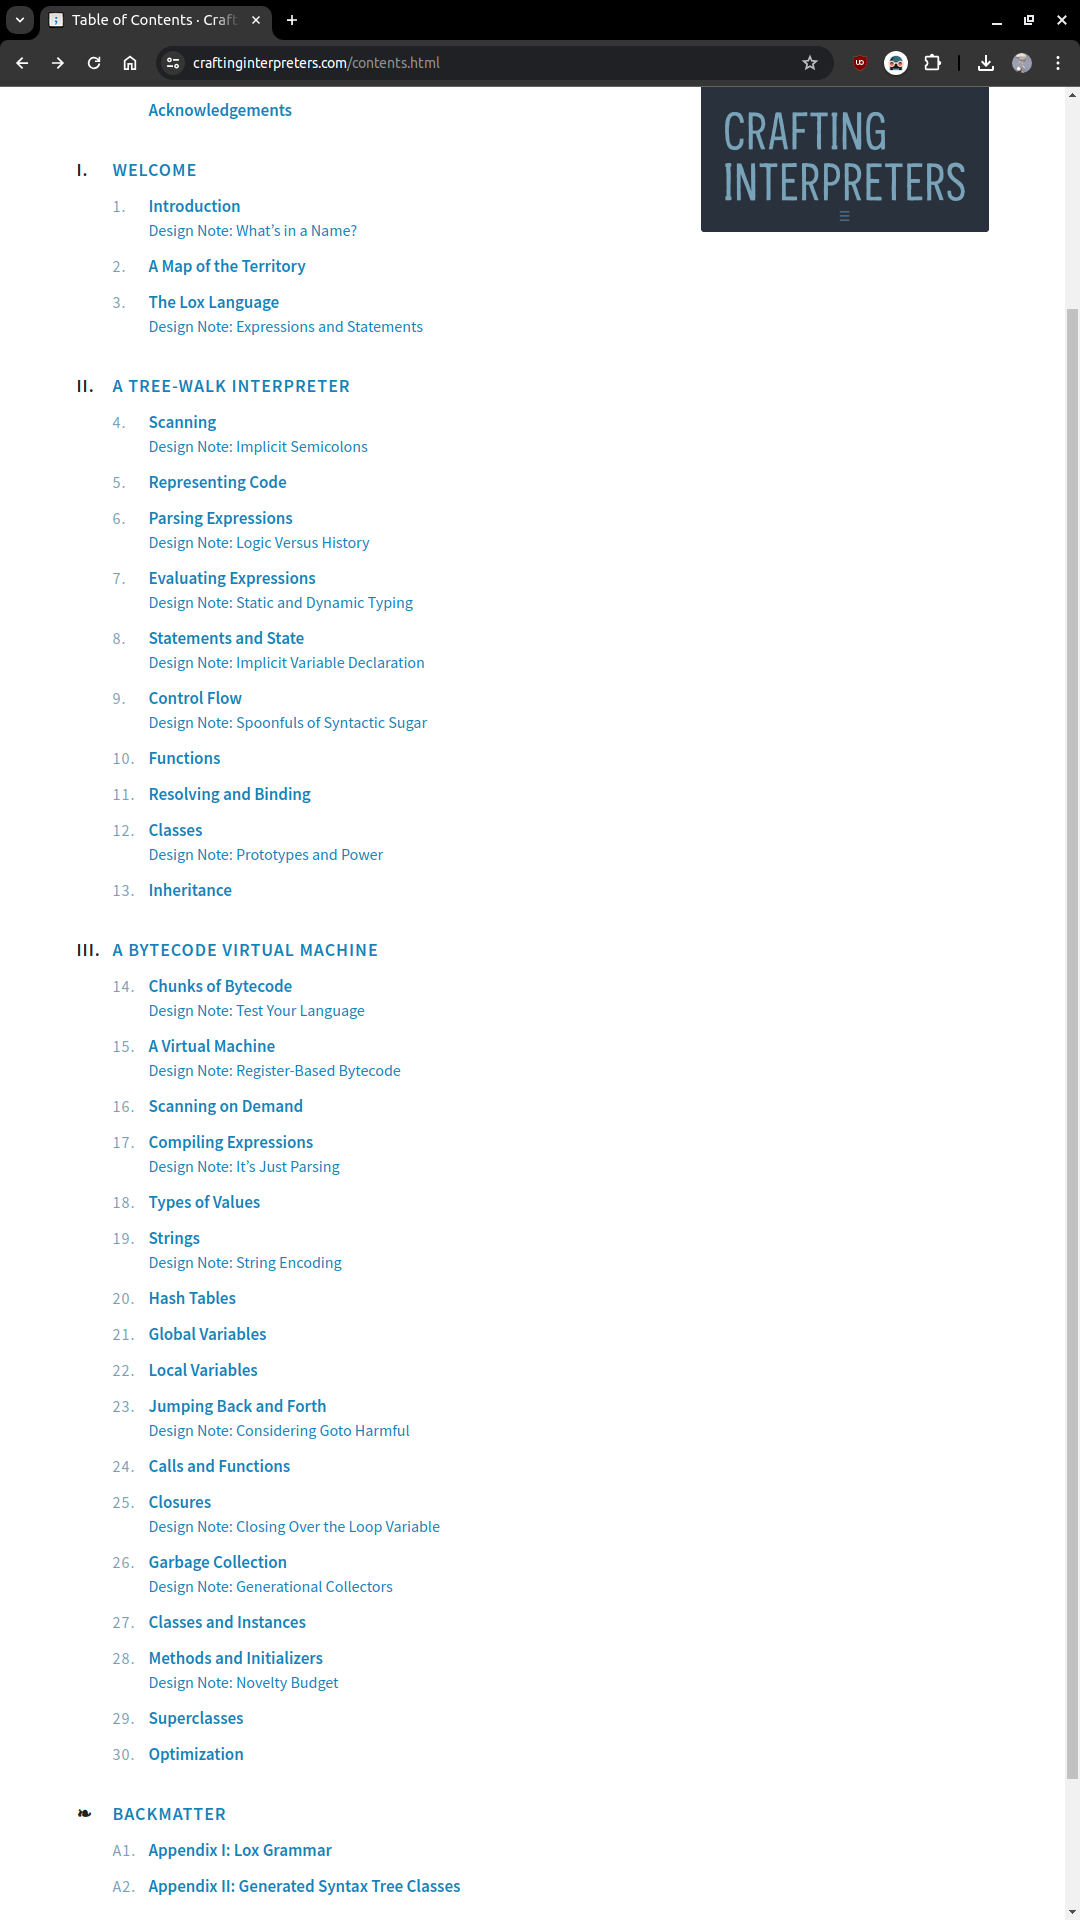 Table of Contents · Craft
craftinginterpreters.com/contents.html
Acknowledgements
CRAFTING
INTERPRETERS
I. WELCOME
1. Introduction
Design Note: What’s in a Name?
2. A Map of the Territory
3. The Lox Language
Design Note: Expressions and Statements
II. A TREE-WALK INTERPRETER
4. Scanning
Design Note: Implicit Semicolons
5. Representing Code
6. Parsing Expressions
Design Note: Logic Versus History
7. Evaluating Expressions
Design Note: Static and Dynamic Typing
8. Statements and State
Design Note: Implicit Variable Declaration
9. Control Flow
Design Note: Spoonfuls of Syntactic Sugar
10. Functions
11. Resolving and Binding
12. Classes
Design Note: Prototypes and Power
13. Inheritance
III. A BYTECODE VIRTUAL MACHINE
14. Chunks of Bytecode
Design Note: Test Your Language
15. A Virtual Machine
Design Note: Register-Based Bytecode
16. Scanning on Demand
17. Compiling Expressions
Design Note: It’s Just Parsing
18. Types of Values
19. Strings
Design Note: String Encoding
20. Hash Tables
21. Global Variables
22. Local Variables
23. Jumping Back and Forth
Design Note: Considering Goto Harmful
24. Calls and Functions
25. Closures
Design Note: Closing Over the Loop Variable
26. Garbage Collection
Design Note: Generational Collectors
27. Classes and Instances
28. Methods and Initializers
Design Note: Novelty Budget
29. Superclasses
30. Optimization
❧ BACKMATTER
A1. Appendix I: Lox Grammar
A2. Appendix II: Generated Syntax Tree Classes